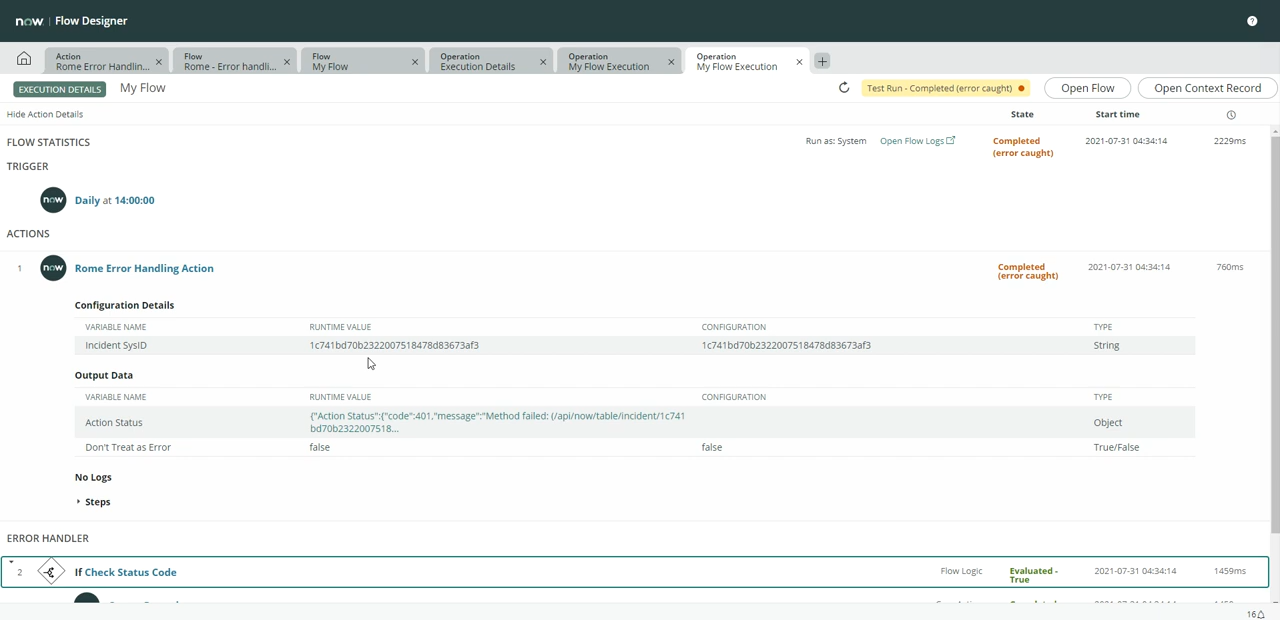 now | Flow Designer
Action
Rome Error Handlin...
Flow
Rome - Error handli...
Flow
My Flow
Operation
Execution Details
Operation
My Flow Execution
Operation
My Flow Execution
EXECUTION DETAILS
My Flow
Test Run - Completed (error caught)
Open Flow
Open Context Record
Hide Action Details
State
Start time
FLOW STATISTICS
Run as: System
Open Flow Logs
Completed
(error caught)
2021-07-31 04:34:14
2229ms
TRIGGER
now
Daily at 14:00:00
ACTIONS
1
now
Rome Error Handling Action
Completed
(error caught)
2021-07-31 04:34:14
760ms
Configuration Details
VARIABLE NAME RUNTIME VALUE CONFIGURATION TYPE
Incident SysID 1c741bd70b2322007518478d83673af3 1c741bd70b2322007518478d83673af3 String
Output Data
VARIABLE NAME RUNTIME VALUE CONFIGURATION TYPE
Action Status
{"Action Status":{"code":401,"message":"Method failed: (/api/now/table/incident/1c741
bd70b2322007518...
Object
Don't Treat as Error false false True/False
No Logs
Steps
ERROR HANDLER
2
If Check Status Code
Flow Logic
Evaluated -
True
2021-07-31 04:34:14
1459ms
16